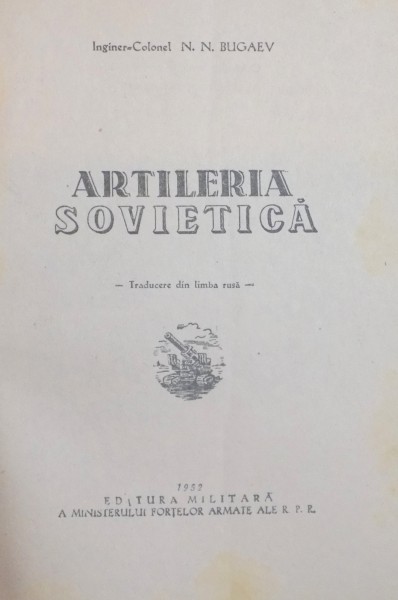 Inginer-Colonel N. N. BUGAEV
ARTILERIA
SOVIETICĂ
— Traducere din limba rusă —
EDITURA MILITARĂ
A MINISTERULUI FORȚELOR ARMATE ALE R. P. R.